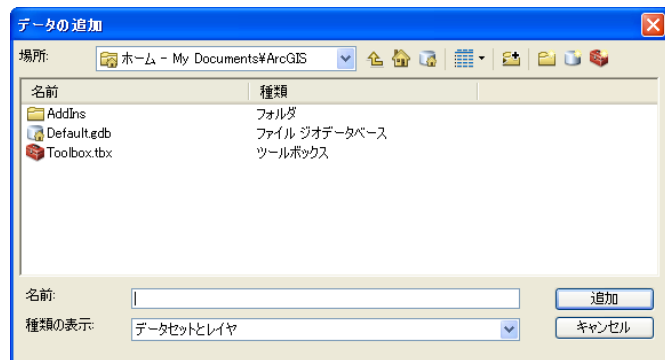 データの追加
場所:
ホーム - My Documents¥ArcGIS
名前 種類
AddIns フォルダ
Default.gdb ファイル ジオデータベース
Toolbox.tbx ツールボックス
名前: 追加
種類の表示: データセットとレイヤ キャンセル